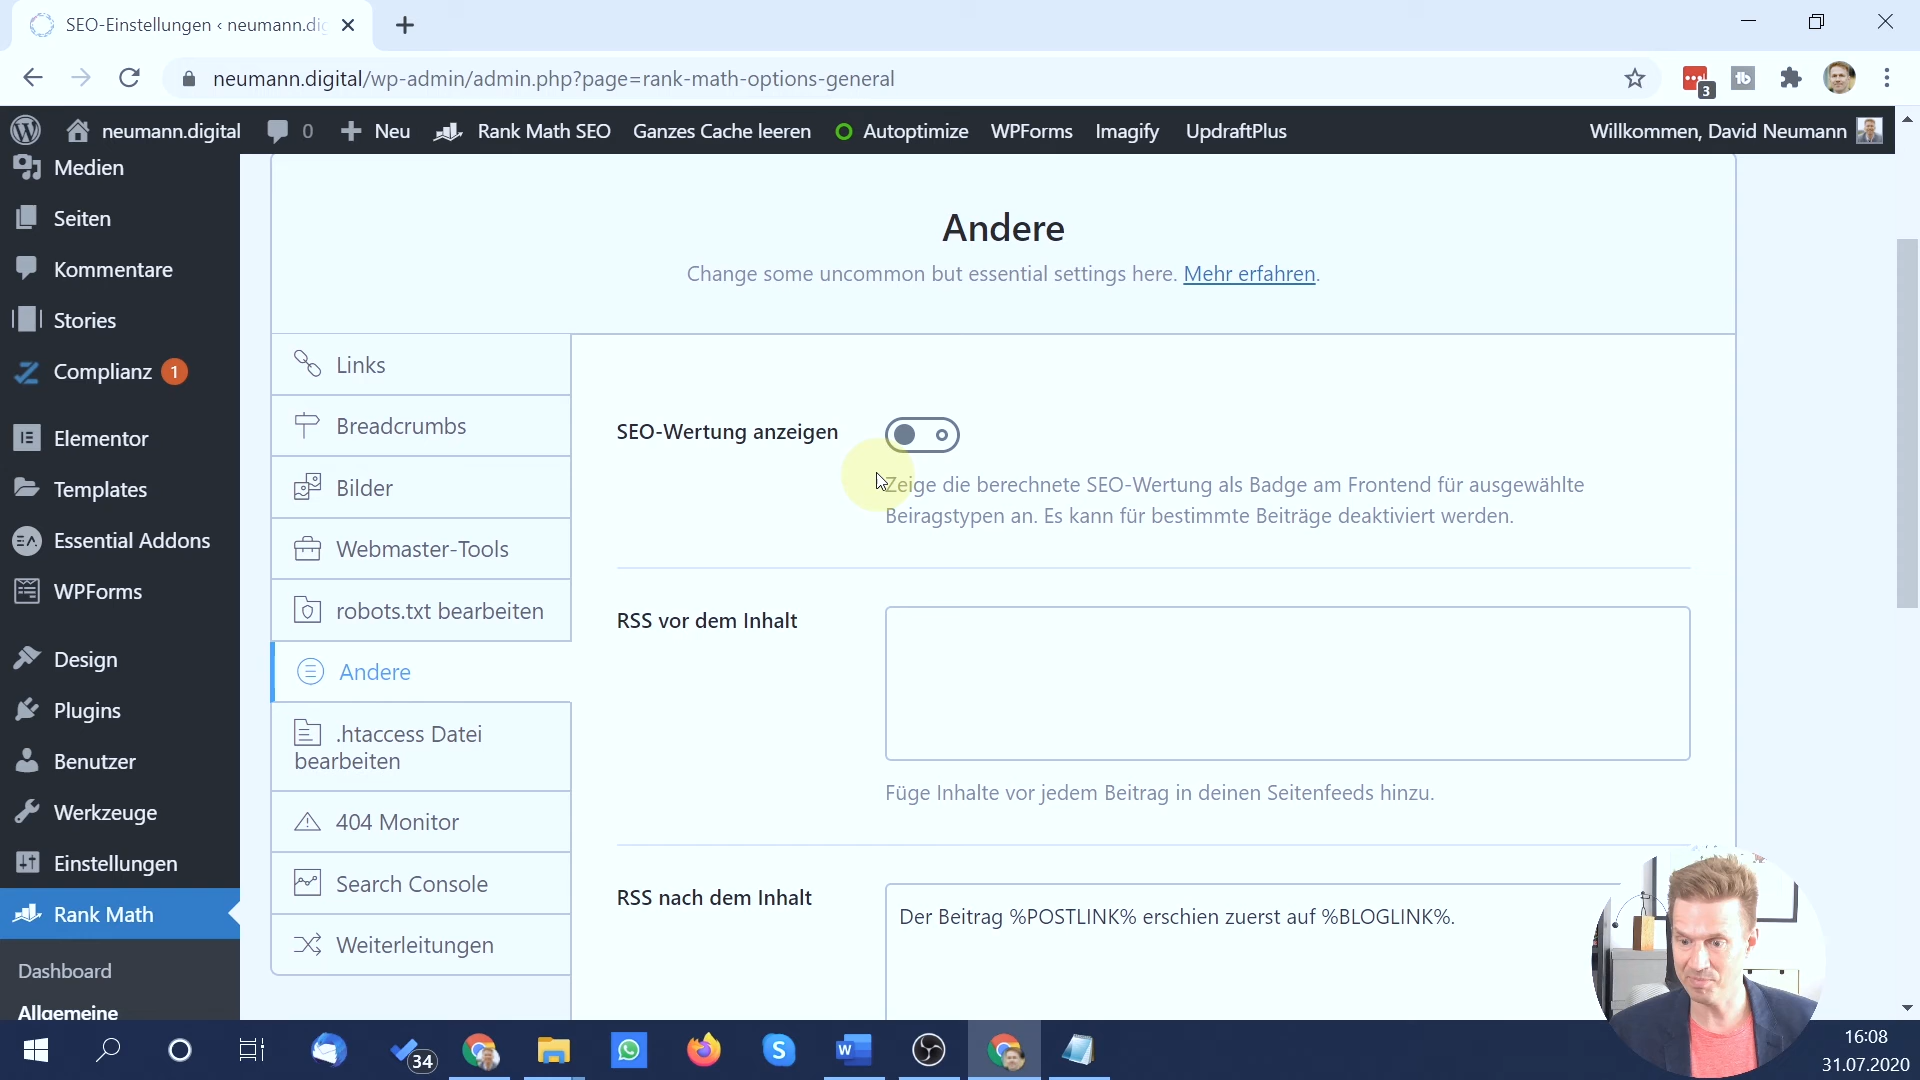 SEO-Einstellungen ‹ neumann.dig
neumann.digital/wp-admin/admin.php?page=rank-math-options-general
3
neumann.digital
0
Neu
Rank Math SEO
Ganzes Cache leeren
Autoptimize
WPForms
Imagify
UpdraftPlus
Willkommen, David Neumann
Medien
Seiten
Kommentare
Stories
Complianz 1
Elementor
Templates
Essential Addons
WPForms
Design
Plugins
Benutzer
Werkzeuge
Einstellungen
Rank Math
Dashboard
Allgemeine
Andere
Change some uncommon but essential settings here. Mehr erfahren.
Links
Breadcrumbs
Bilder
Webmaster-Tools
robots.txt bearbeiten
Andere
.htaccess Datei
bearbeiten
404 Monitor
Search Console
Weiterleitungen
SEO-Wertung anzeigen
Zeige die berechnete SEO-Wertung als Badge am Frontend für ausgewählte
Beiragstypen an. Es kann für bestimmte Beiträge deaktiviert werden.
RSS vor dem Inhalt
Füge Inhalte vor jedem Beitrag in deinen Seitenfeeds hinzu.
RSS nach dem Inhalt
Der Beitrag %POSTLINK% erschien zuerst auf %BLOGLINK%.
34
16:08
31.07.2020